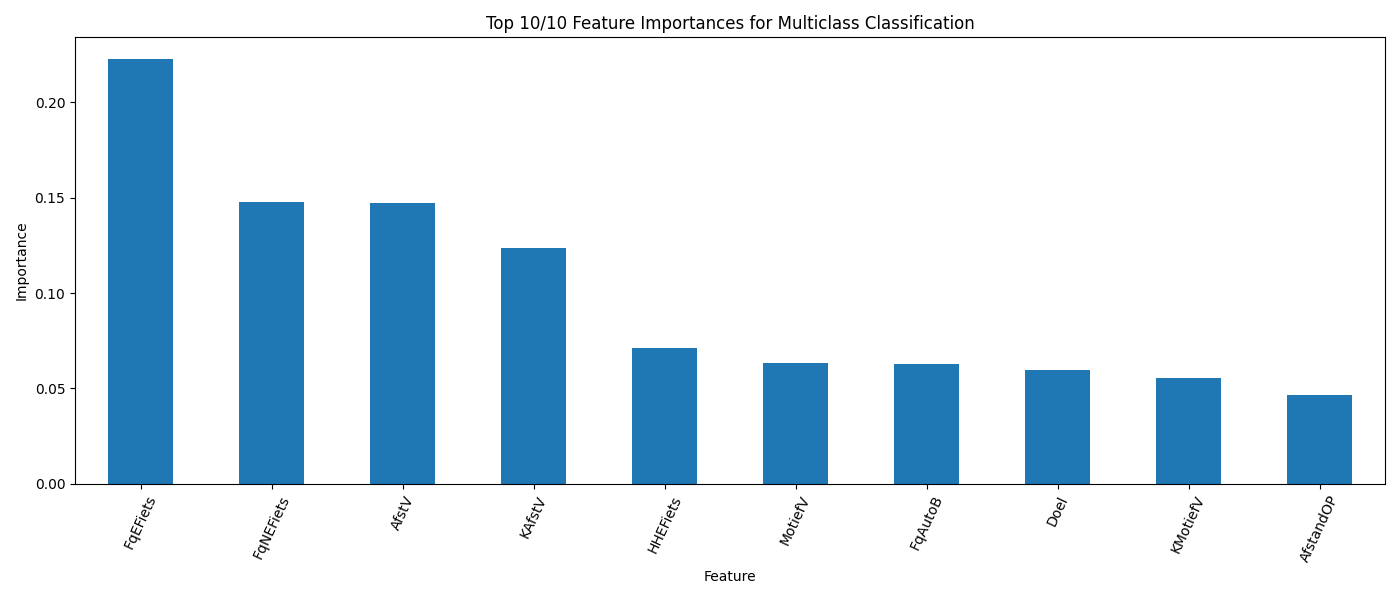 Top 10/10 Feature Importances for Multiclass Classification
Importance
0.20
0.15
0.10
0.05
0.00
FqEFiets
FqNEFiets
AfstV
KAfstV
HHEFiets
MotiefV
FqAutoB
Doel
KMotiefV
AfstandOP
Feature